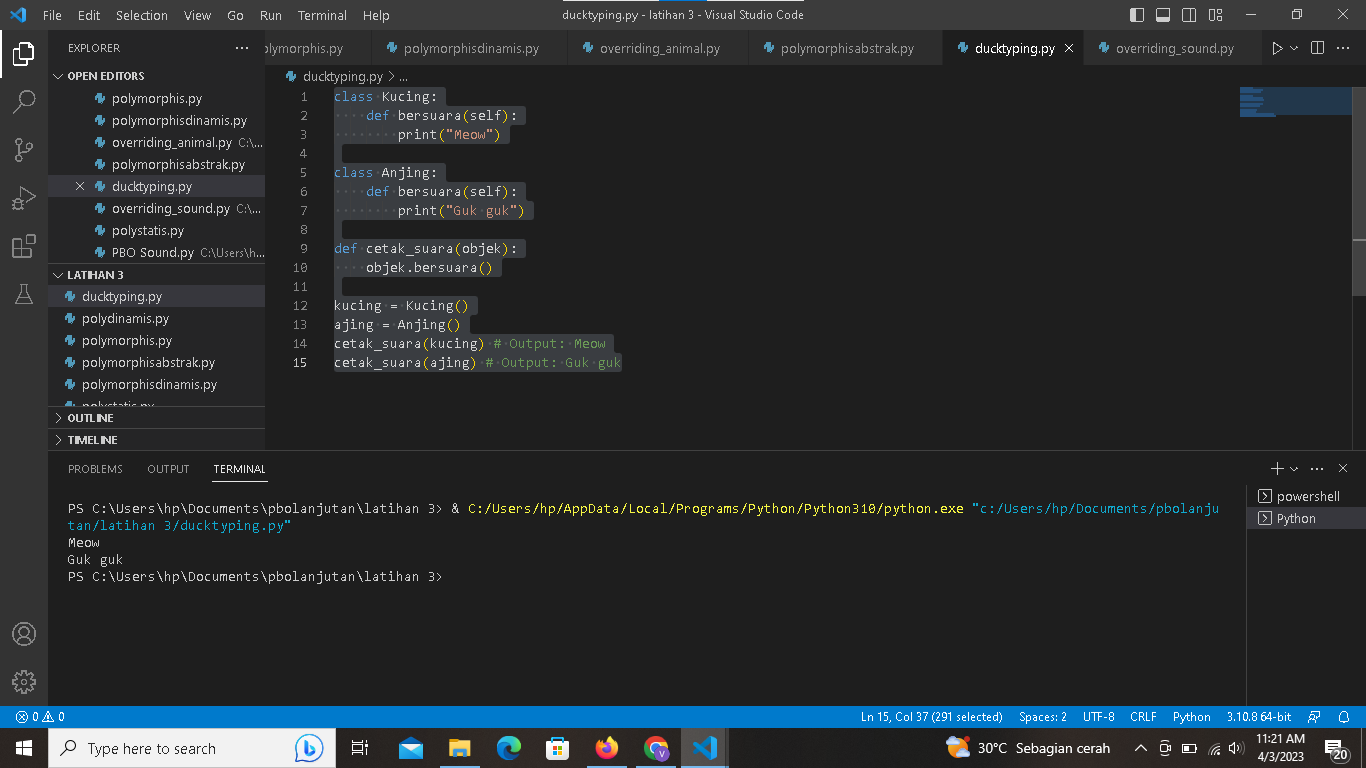 File Edit Selection View Go Run Terminal Help
ducktyping.py - latihan 3 - Visual Studio Code
EXPLORER
OPEN EDITORS
polymorphis.py
polymorphisdinamis.py
overriding_animal.py C:\...
polymorphisabstrak.py
ducktyping.py
overriding_sound.py C:\...
polystatis.py
PBO Sound.py C:\Users\h...
LATIHAN 3
ducktyping.py
polydinamis.py
polymorphis.py
polymorphisabstrak.py
polymorphisdinamis.py
polystatis.py
OUTLINE
TIMELINE
olymorphis.py polymorphisdinamis.py overriding_animal.py polymorphisabstrak.py ducktyping.py overriding_sound.py
ducktyping.py > ...
1 class Kucing:
2 def bersuara(self):
3 print("Meow")
4
5 class Anjing:
6 def bersuara(self):
7 print("Guk guk")
8
9 def cetak_suara(objek):
10 objek.bersuara()
11
12 kucing = Kucing()
13 ajing = Anjing()
14 cetak_suara(kucing) # Output: Meow
15 cetak_suara(ajing) # Output: Guk guk
PROBLEMS OUTPUT TERMINAL
PS C:\Users\hp\Documents\pbolanjutan\latihan 3> & C:/Users/hp/AppData/Local/Programs/Python/Python310/python.exe "c:/Users/hp/Documents/pbolanju
tan/latihan 3/ducktyping.py"
Meow
Guk guk
PS C:\Users\hp\Documents\pbolanjutan\latihan 3>
powershell
Python
0 0
Ln 15, Col 37 (291 selected) Spaces: 2 UTF-8 CRLF Python 3.10.8 64-bit
Type here to search
V
30°C Sebagian cerah
11:21 AM
4/3/2023
20